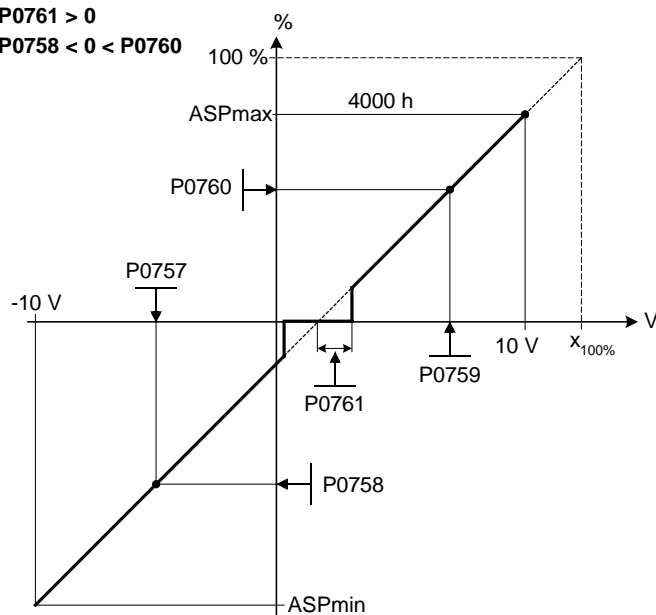 P0761 > 0
P0758 < 0 < P0760
%
100 %
ASPmax
4000 h
P0760
P0757
-10 V
V
10 V
x100%
P0759
P0761
P0758
ASPmin